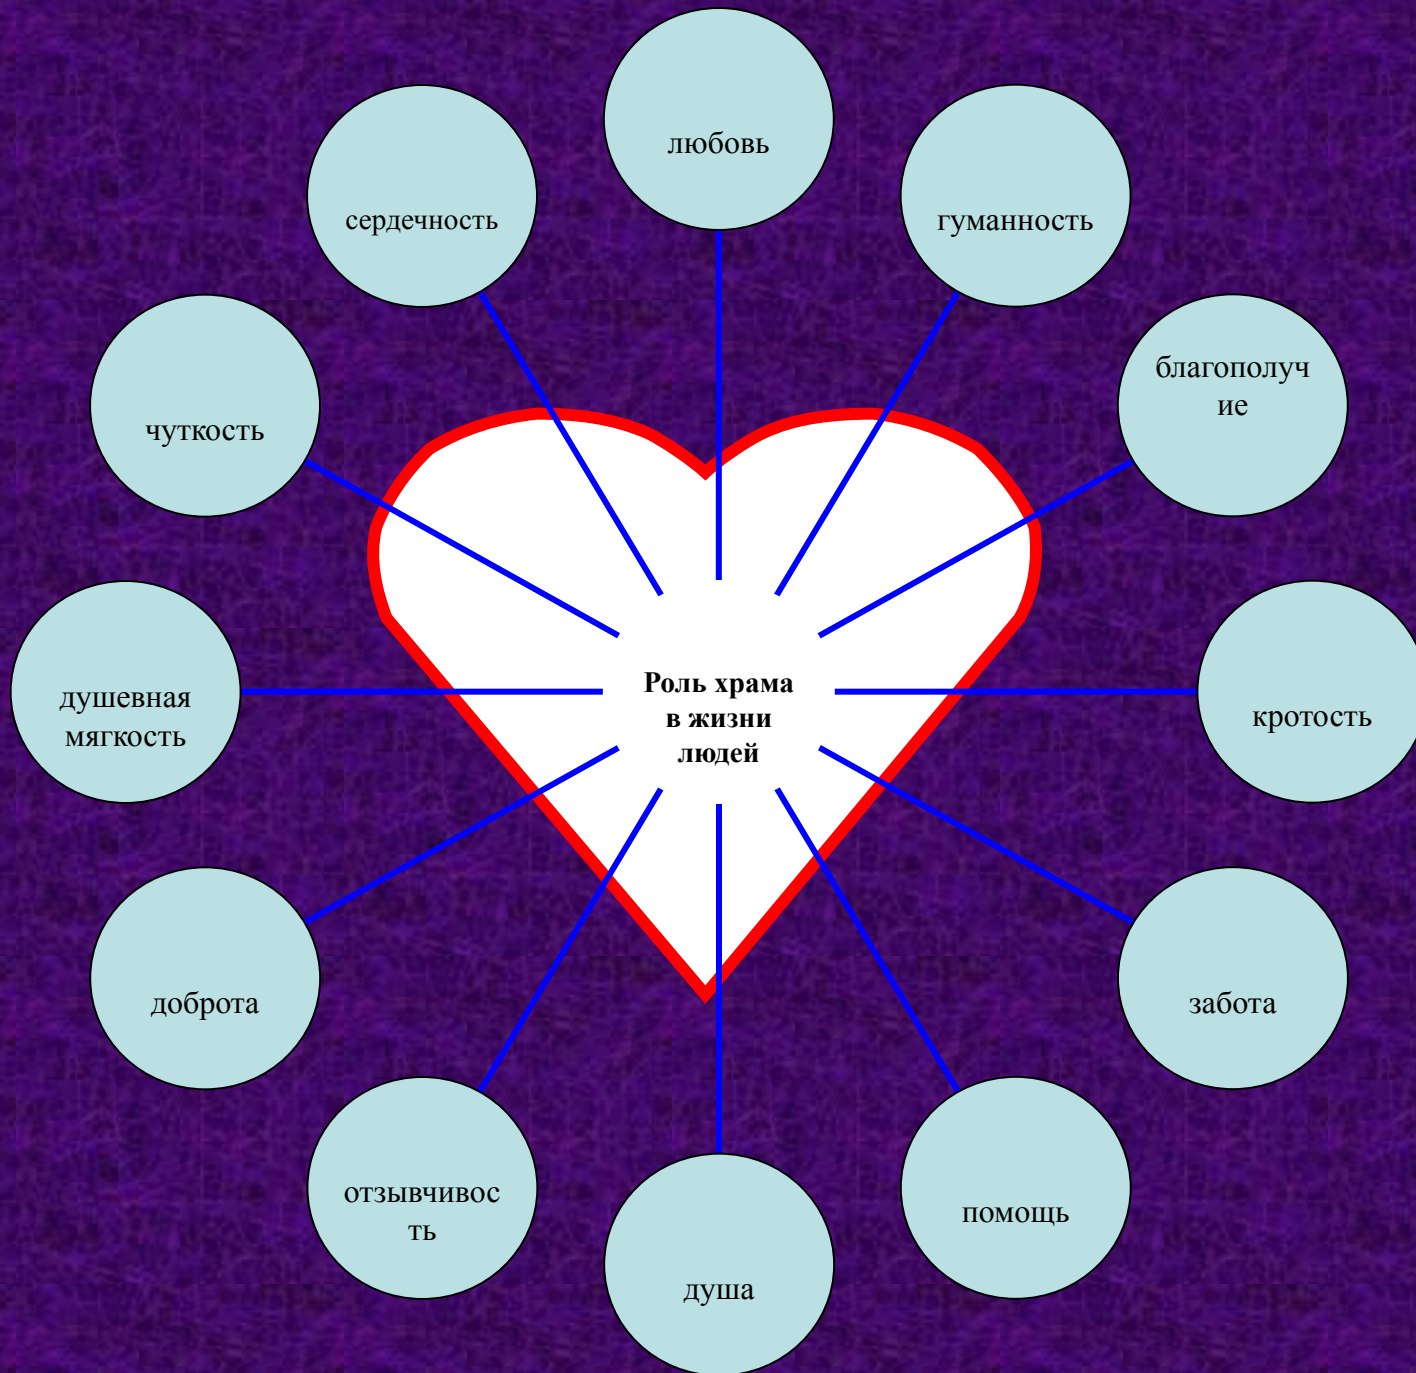 любовь
гуманность
благополуч
ие
кротость
забота
помощь
душа
отзывчивос
ть
доброта
душевная
мягкость
чуткость
сердечность
Роль храма
в жизни
людей